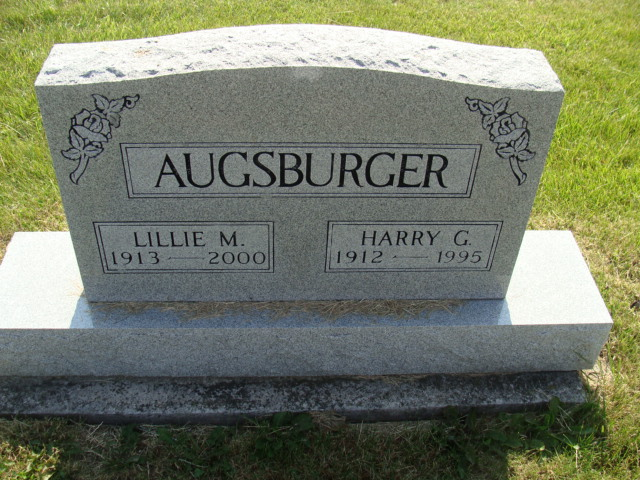 AUGSBURGER
LILLIE M.
1913 — 2000
HARRY G.
1912 — 1995